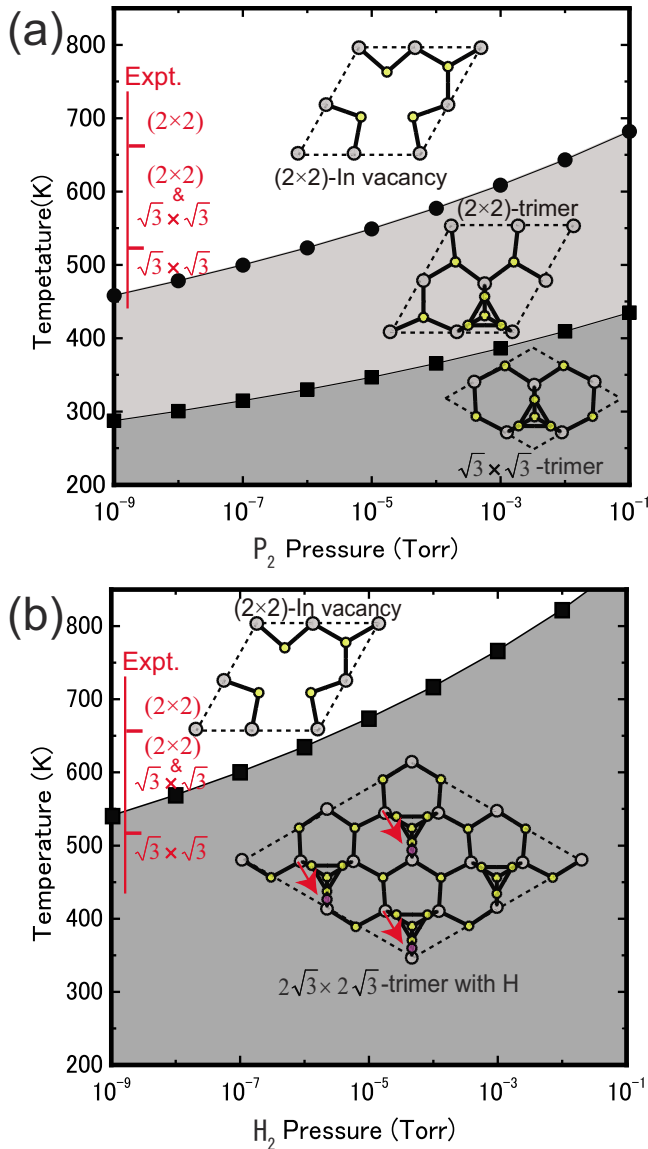 (a)
800
700
600
500
400
300
200
Tempetature(K)
Expt.
(2×2)
(2×2)
&
√3 × √3
√3 × √3
(2×2)-In vacancy
(2×2)-trimer
√3 × √3 -trimer
10⁻⁹ 10⁻⁷ 10⁻⁵ 10⁻³ 10⁻¹
P₂ Pressure (Torr)
(b)
800
700
600
500
400
300
200
Temperature (K)
Expt.
(2×2)
(2×2)
&
√3 × √3
√3 × √3
(2×2)-In vacancy
2√3 × 2√3 -trimer with H
10⁻⁹ 10⁻⁷ 10⁻⁵ 10⁻³ 10⁻¹
H₂ Pressure (Torr)